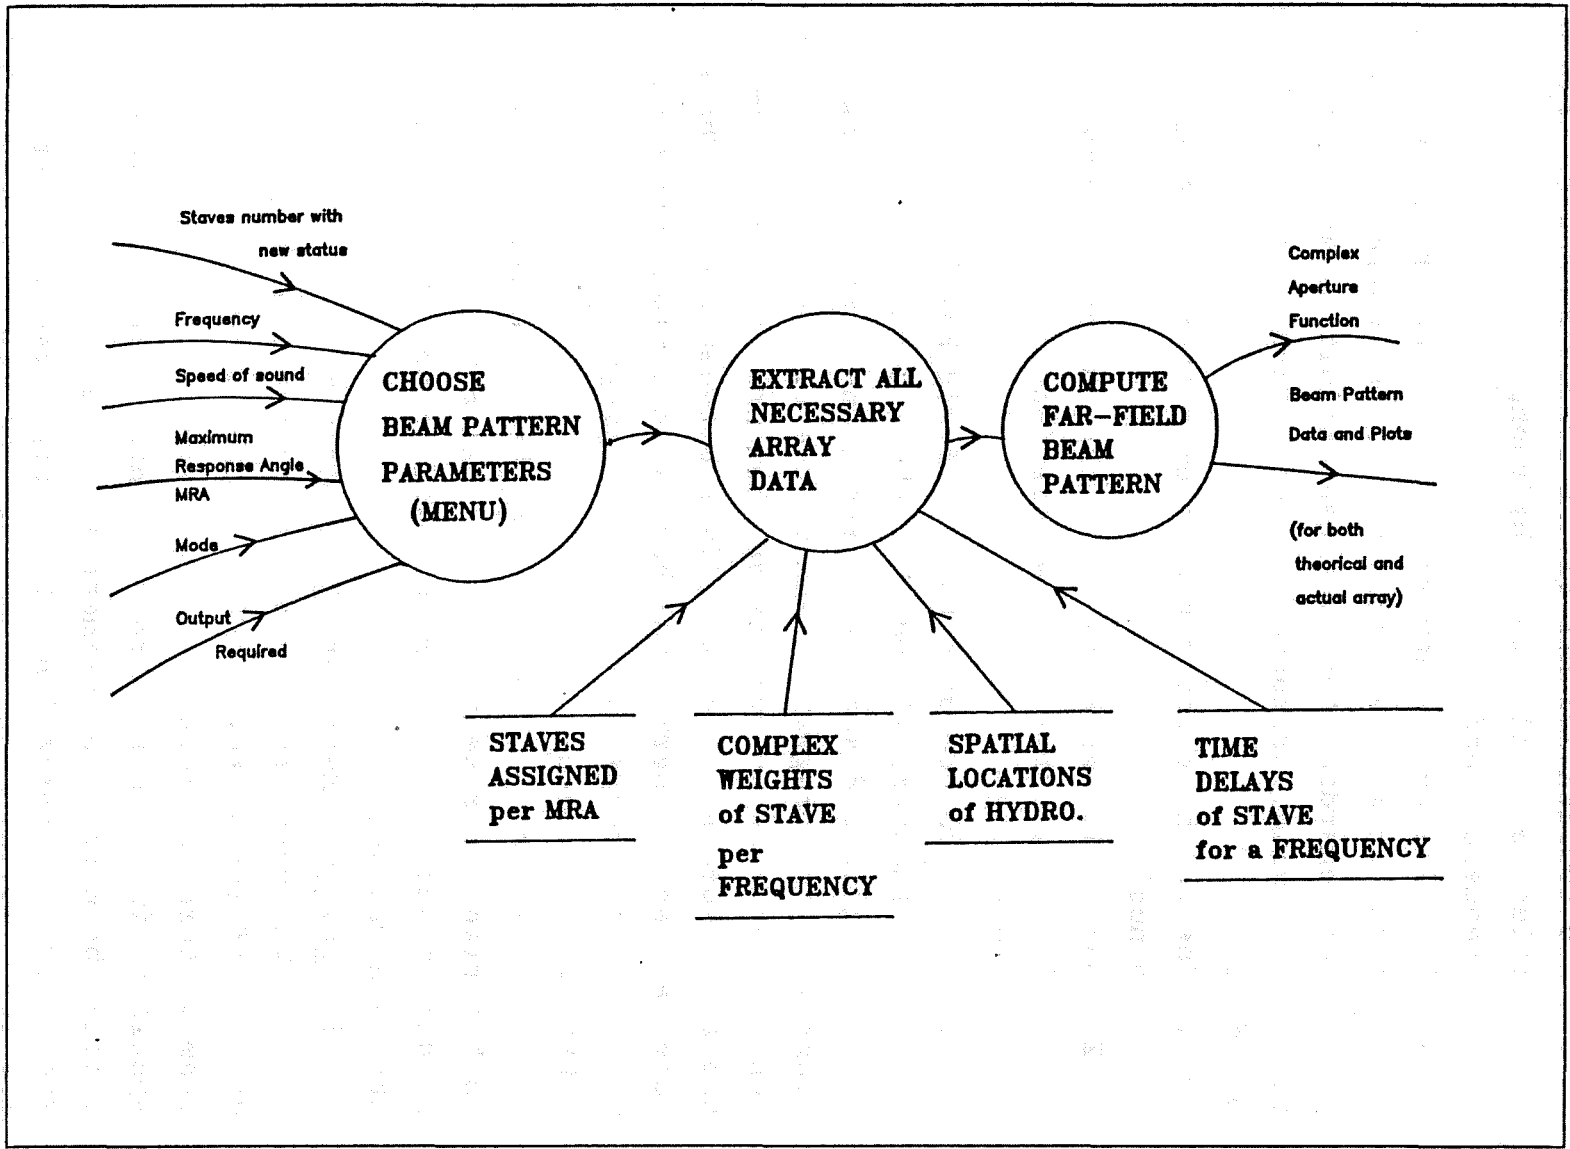 Staves number with
new status
Frequency
Speed of sound
Maximum
Response Angle
MRA
Mode
Output
Required
CHOOSE
BEAM PATTERN
PARAMETERS
(MENU)
EXTRACT ALL
NECESSARY
ARRAY
DATA
COMPUTE
FAR-FIELD
BEAM
PATTERN
Complex
Aperture
Function
Beam Pattern
Data and Plots
(for both
theorical and
actual array)
STAVES
ASSIGNED
per MRA
COMPLEX
WEIGHTS
of STAVE
per
FREQUENCY
SPATIAL
LOCATIONS
of HYDRO.
TIME
DELAYS
of STAVE
for a FREQUENCY